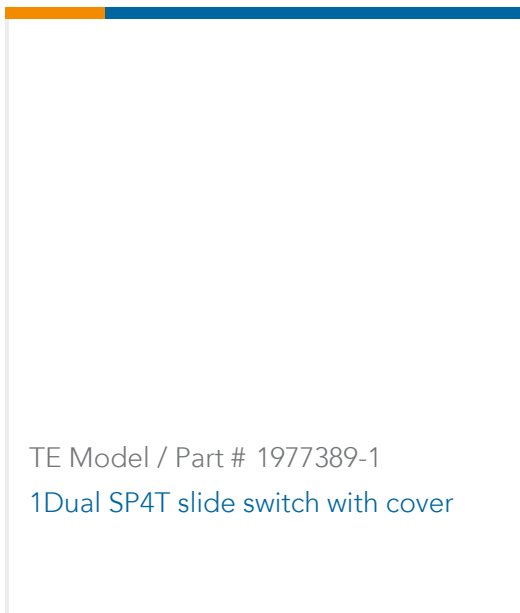 TE Model / Part # 1977389-1
1Dual SP4T slide switch with cover